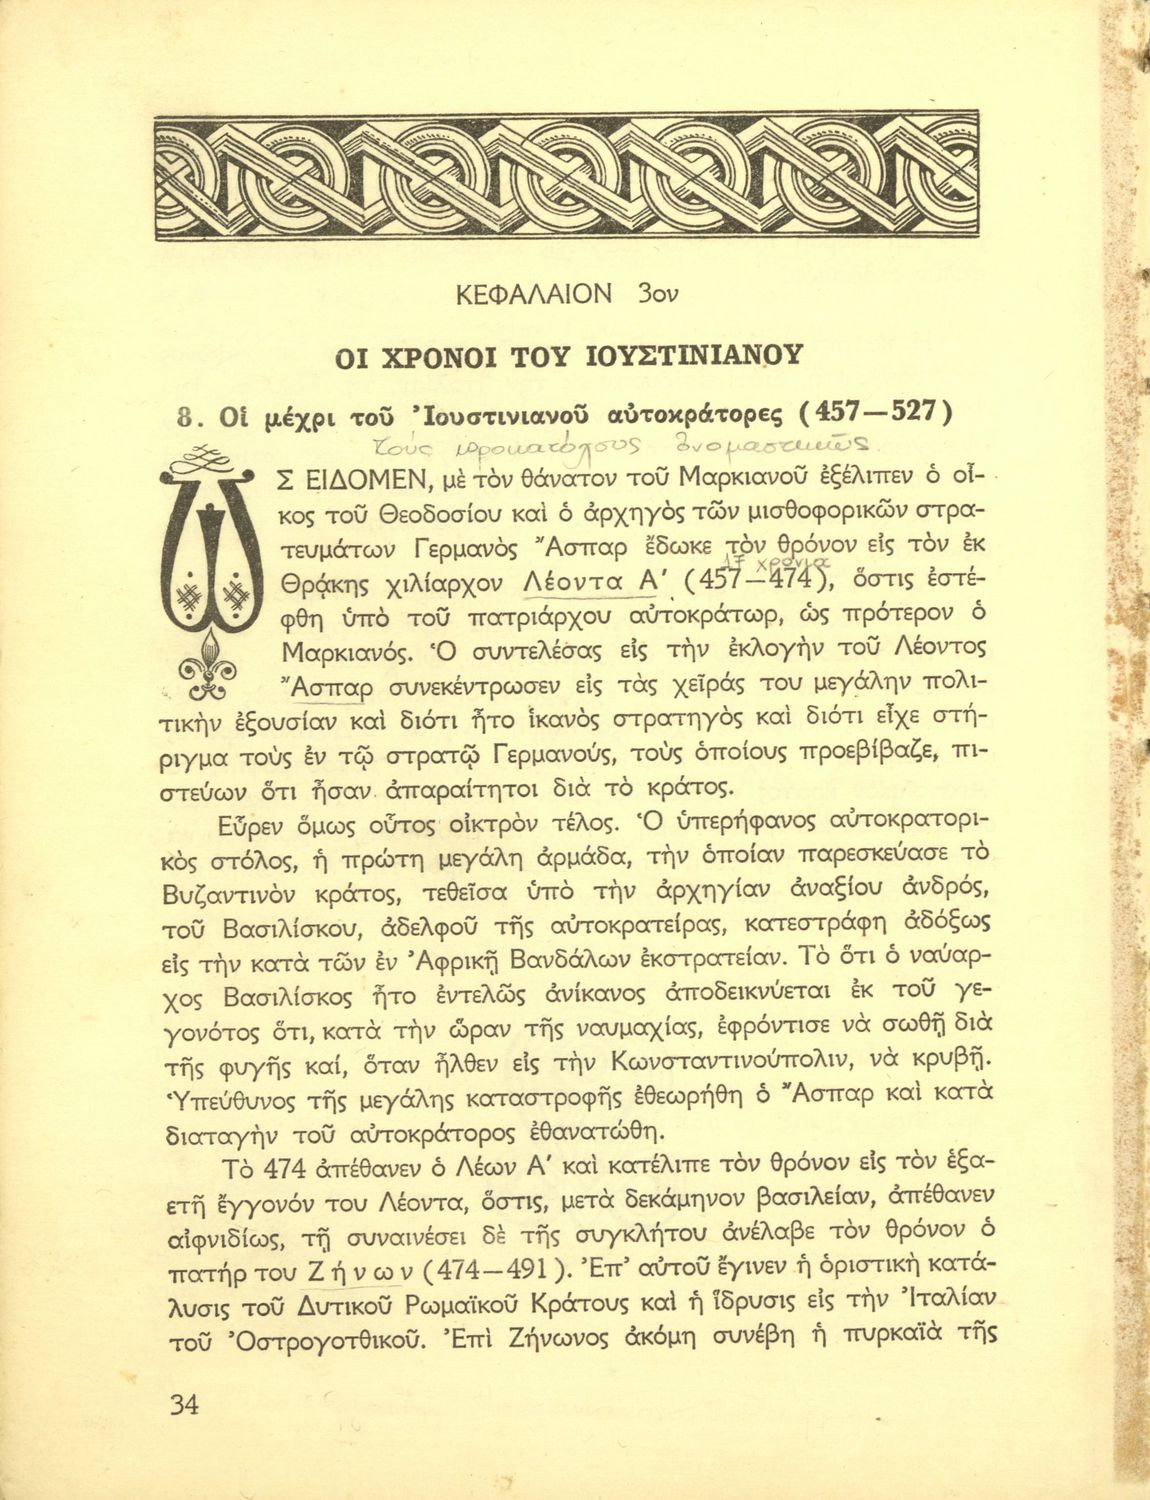 ΚΕΦΑΛΑΙΟΝ 3ον
ΟΙ ΧΡΟΝΟΙ ΤΟΥ ΙΟΥΣΤΙΝΙΑΝΟΥ
8. Οἱ μέχρι τοῦ Ἰουστινιανοῦ αὐτοκράτορες (457—527)
τοὺς προκατόχους ὀνομαστικῶς.
ΩΣ ΕΙΔΟΜΕΝ, μὲ τὸν θάνατον τοῦ Μαρκιανοῦ ἐξέλιπεν ὁ οἶ-
κος τοῦ Θεοδοσίου καὶ ὁ ἀρχηγὸς τῶν μισθοφορικῶν στρα-
τευμάτων Γερμανὸς Ἄσπαρ ἔδωκε τὸν θρόνον εἰς τὸν ἐκ
17 χρόνια
Θράκης χιλίαρχον Λέοντα Α' (457—474), ὅστις ἐστέ-
φθη ὑπὸ τοῦ πατριάρχου αὐτοκράτωρ, ὡς πρότερον ὁ
Μαρκιανός. Ὁ συντελέσας εἰς τὴν ἐκλογὴν τοῦ Λέοντος
Ἄσπαρ συνεκέντρωσεν εἰς τὰς χεῖράς του μεγάλην πολι-
τικὴν ἐξουσίαν καὶ διότι ἦτο ἱκανὸς στρατηγὸς καὶ διότι εἶχε στή-
ριγμα τοὺς ἐν τῷ στρατῷ Γερμανούς, τοὺς ὁποίους προεβίβαζε, πι-
στεύων ὅτι ἦσαν ἀπαραίτητοι διὰ τὸ κράτος.
Εὗρεν ὅμως οὗτος οἰκτρὸν τέλος. Ὁ ὑπερήφανος αὐτοκρατορι-
κὸς στόλος, ἡ πρώτη μεγάλη ἁρμάδα, τὴν ὁποίαν παρεσκεύασε τὸ
Βυζαντινὸν κράτος, τεθεῖσα ὑπὸ τὴν ἀρχηγίαν ἀναξίου ἀνδρός,
τοῦ Βασιλίσκου, ἀδελφοῦ τῆς αὐτοκρατείρας, κατεστράφη ἀδόξως
εἰς τὴν κατὰ τῶν ἐν Ἀφρικῇ Βανδάλων ἐκστρατείαν. Τὸ ὅτι ὁ ναύαρ-
χος Βασιλίσκος ἦτο ἐντελῶς ἀνίκανος ἀποδεικνύεται ἐκ τοῦ γε-
γονότος ὅτι, κατὰ τὴν ὥραν τῆς ναυμαχίας, ἐφρόντισε νὰ σωθῇ διὰ
τῆς φυγῆς καί, ὅταν ἦλθεν εἰς τὴν Κωνσταντινούπολιν, νὰ κρυβῇ.
Ὑπεύθυνος τῆς μεγάλης καταστροφῆς ἐθεωρήθη ὁ Ἄσπαρ καὶ κατὰ
διαταγὴν τοῦ αὐτοκράτορος ἐθανατώθη.
Τὸ 474 ἀπέθανεν ὁ Λέων Α' καὶ κατέλιπε τὸν θρόνον εἰς τὸν ἑξα-
ετῆ ἔγγονόν του Λέοντα, ὅστις, μετὰ δεκάμηνον βασιλείαν, ἀπέθανεν
αἰφνιδίως, τῇ συναινέσει δὲ τῆς συγκλήτου ἀνέλαβε τὸν θρόνον ὁ
πατήρ του Ζήνων (474—491). Ἐπ' αὐτοῦ ἔγινεν ἡ ὁριστικὴ κατά-
λυσις τοῦ Δυτικοῦ Ρωμαϊκοῦ Κράτους καὶ ἡ ἵδρυσις εἰς τὴν Ἰταλίαν
τοῦ Ὀστρογοτθικοῦ. Ἐπὶ Ζήνωνος ἀκόμη συνέβη ἡ πυρκαϊὰ τῆς
34